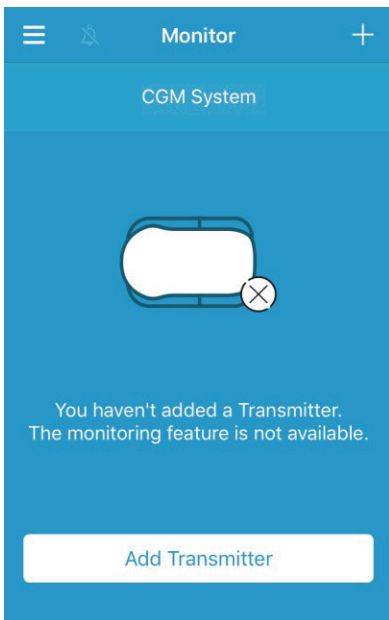 Monitor
CGM System
You haven't added a Transmitter.
The monitoring feature is not available.
Add Transmitter